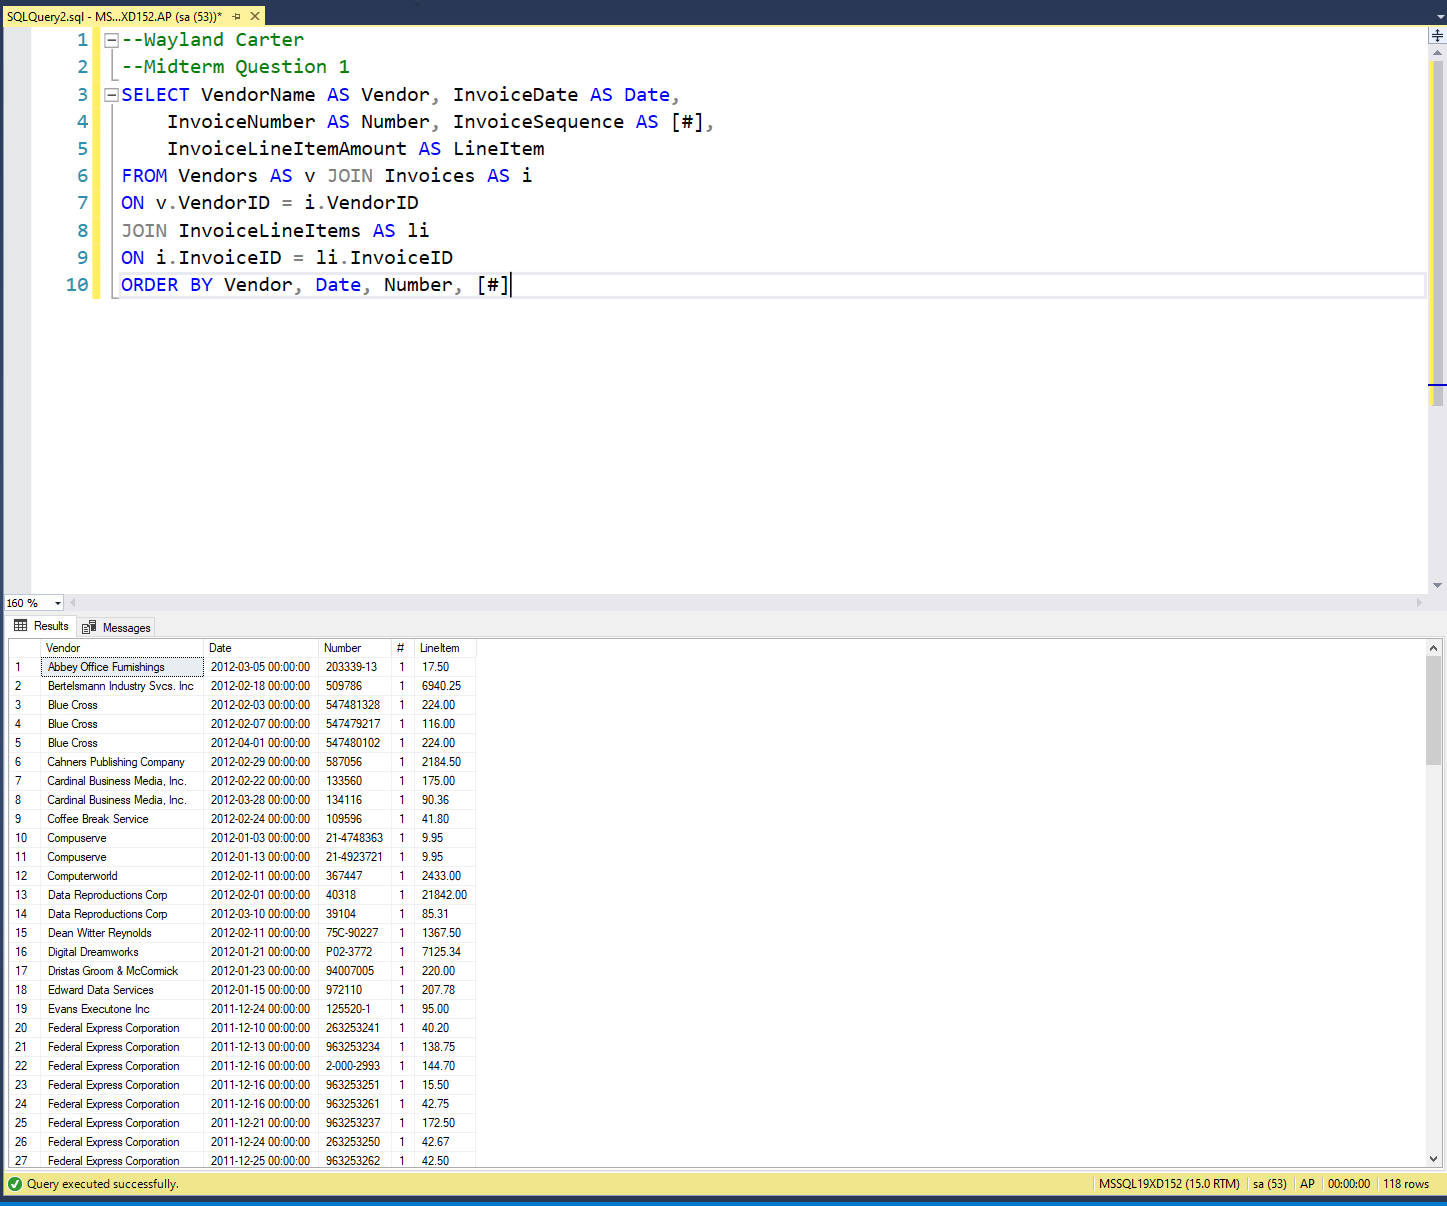 SQLQuery2.sql - MS...XD152.AP (sa (53))*
1 --Wayland Carter
2 --Midterm Question 1
3 SELECT VendorName AS Vendor, InvoiceDate AS Date,
4 InvoiceNumber AS Number, InvoiceSequence AS [#],
5 InvoiceLineItemAmount AS LineItem
6 FROM Vendors AS v JOIN Invoices AS i
7 ON v.VendorID = i.VendorID
8 JOIN InvoiceLineItems AS li
9 ON i.InvoiceID = li.InvoiceID
10 ORDER BY Vendor, Date, Number, [#]
160 %
Results Messages
Vendor Date Number # LineItem
1 Abbey Office Furnishings 2012-03-05 00:00:00 203339-13 1 17.50
2 Bertelsmann Industry Svcs. Inc 2012-02-18 00:00:00 509786 1 6940.25
3 Blue Cross 2012-02-03 00:00:00 547481328 1 224.00
4 Blue Cross 2012-02-07 00:00:00 547479217 1 116.00
5 Blue Cross 2012-04-01 00:00:00 547480102 1 224.00
6 Cahners Publishing Company 2012-02-29 00:00:00 587056 1 2184.50
7 Cardinal Business Media, Inc. 2012-02-22 00:00:00 133560 1 175.00
8 Cardinal Business Media, Inc. 2012-03-28 00:00:00 134116 1 90.36
9 Coffee Break Service 2012-02-24 00:00:00 109596 1 41.80
10 Compuserve 2012-01-03 00:00:00 21-4748363 1 9.95
11 Compuserve 2012-01-13 00:00:00 21-4923721 1 9.95
12 Computerworld 2012-02-11 00:00:00 367447 1 2433.00
13 Data Reproductions Corp 2012-02-01 00:00:00 40318 1 21842.00
14 Data Reproductions Corp 2012-03-10 00:00:00 39104 1 85.31
15 Dean Witter Reynolds 2012-02-11 00:00:00 75C-90227 1 1367.50
16 Digital Dreamworks 2012-01-21 00:00:00 P02-3772 1 7125.34
17 Dristas Groom & McCormick 2012-01-23 00:00:00 94007005 1 220.00
18 Edward Data Services 2012-01-15 00:00:00 972110 1 207.78
19 Evans Executone Inc 2011-12-24 00:00:00 125520-1 1 95.00
20 Federal Express Corporation 2011-12-10 00:00:00 263253241 1 40.20
21 Federal Express Corporation 2011-12-13 00:00:00 963253234 1 138.75
22 Federal Express Corporation 2011-12-16 00:00:00 2-000-2993 1 144.70
23 Federal Express Corporation 2011-12-16 00:00:00 963253251 1 15.50
24 Federal Express Corporation 2011-12-16 00:00:00 963253261 1 42.75
25 Federal Express Corporation 2011-12-21 00:00:00 963253237 1 172.50
26 Federal Express Corporation 2011-12-24 00:00:00 263253250 1 42.67
27 Federal Express Corporation 2011-12-25 00:00:00 963253262 1 42.50
Query executed successfully. MSSQL19XD152 (15.0 RTM) sa (53) AP 00:00:00 118 rows